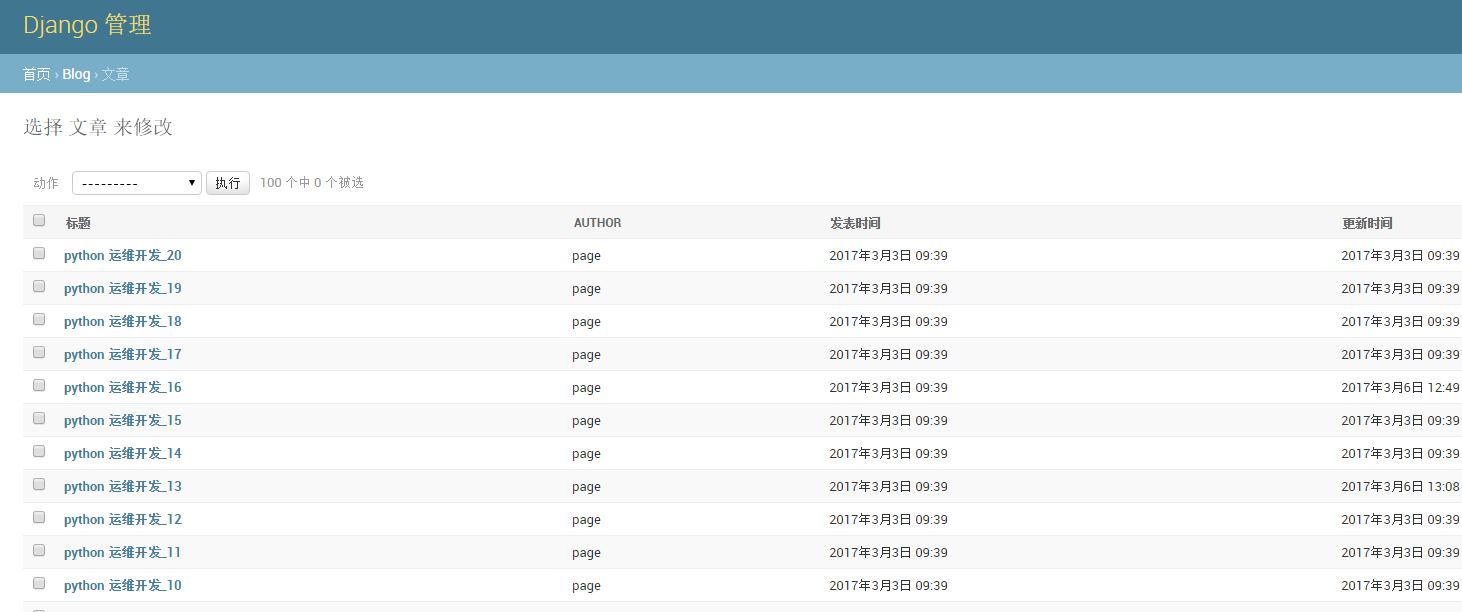 Django 管理
首页 › Blog › 文章
选择 文章 来修改
动作 --------- 执行 100 个中 0 个被选
标题 AUTHOR 发表时间 更新时间
python 运维开发_20 page 2017年3月3日 09:39 2017年3月3日 09:39
python 运维开发_19 page 2017年3月3日 09:39 2017年3月3日 09:39
python 运维开发_18 page 2017年3月3日 09:39 2017年3月3日 09:39
python 运维开发_17 page 2017年3月3日 09:39 2017年3月3日 09:39
python 运维开发_16 page 2017年3月3日 09:39 2017年3月6日 12:49
python 运维开发_15 page 2017年3月3日 09:39 2017年3月3日 09:39
python 运维开发_14 page 2017年3月3日 09:39 2017年3月3日 09:39
python 运维开发_13 page 2017年3月3日 09:39 2017年3月6日 13:08
python 运维开发_12 page 2017年3月3日 09:39 2017年3月3日 09:39
python 运维开发_11 page 2017年3月3日 09:39 2017年3月3日 09:39
python 运维开发_10 page 2017年3月3日 09:39 2017年3月3日 09:39